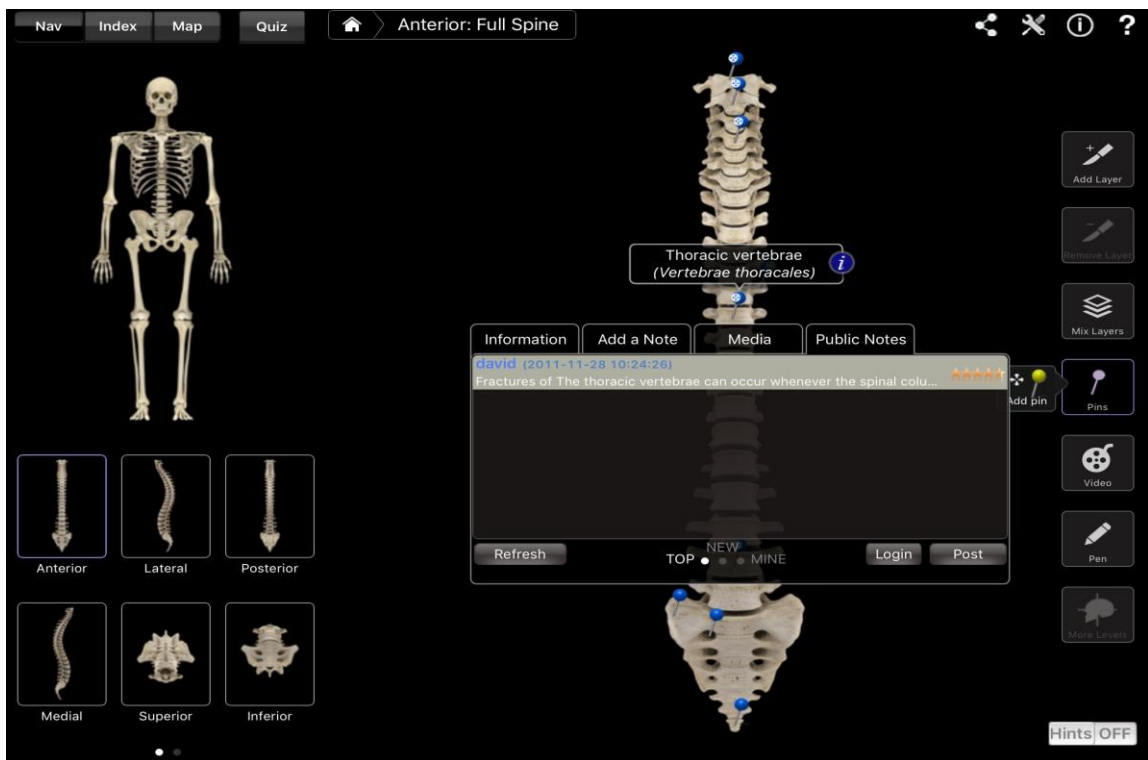 Nav Index Map Quiz Anterior: Full Spine ?
Thoracic vertebrae
(Vertebrae thoracales)
i
Add Layer
Remove Layer
Mix Layers
Information Add a Note Media Public Notes
david (2011-11-28 10:24:26)
Fractures of The thoracic vertebrae can occur whenever the spinal colu...
Add pin
Pins
Video
Refresh TOP NEW MINE Login Post
Pen
Anterior Lateral Posterior
More Levels
Medial Superior Inferior
Hints OFF